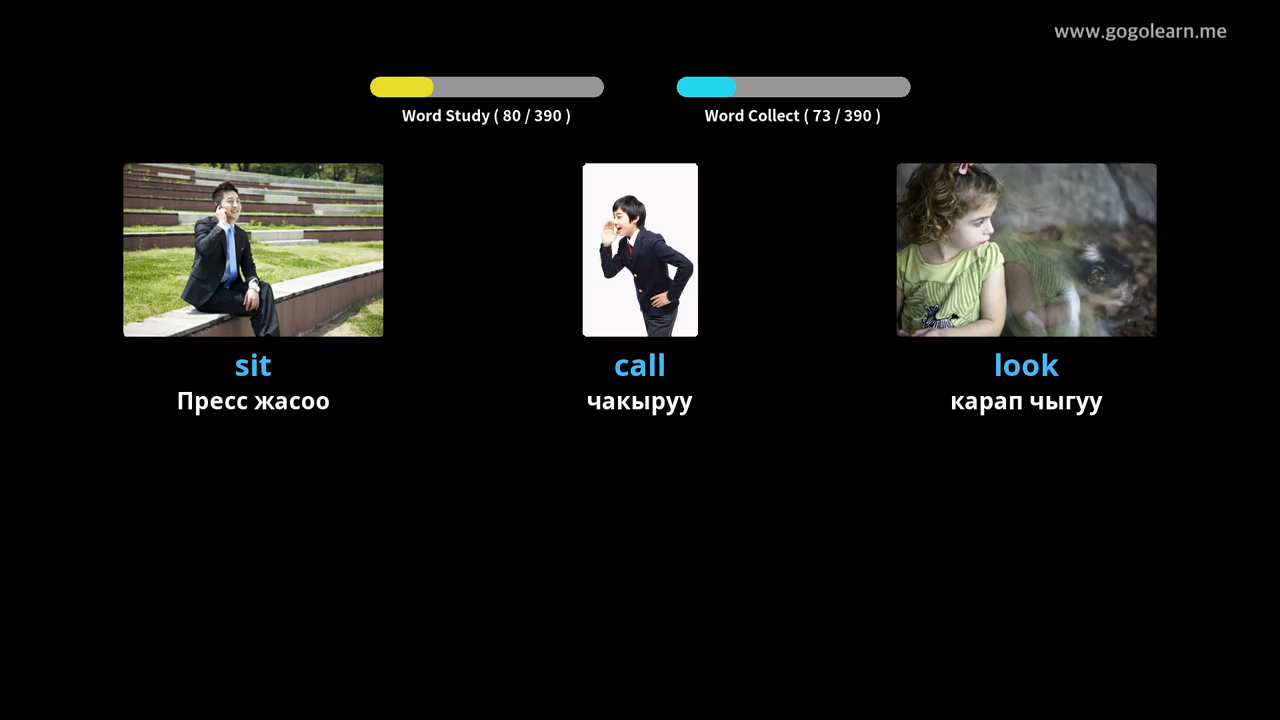 www.gogolearn.me
Word Study ( 80 / 390 )
Word Collect ( 73 / 390 )
sit
Пресс жасоо
call
чакыруу
look
карап чыгуу